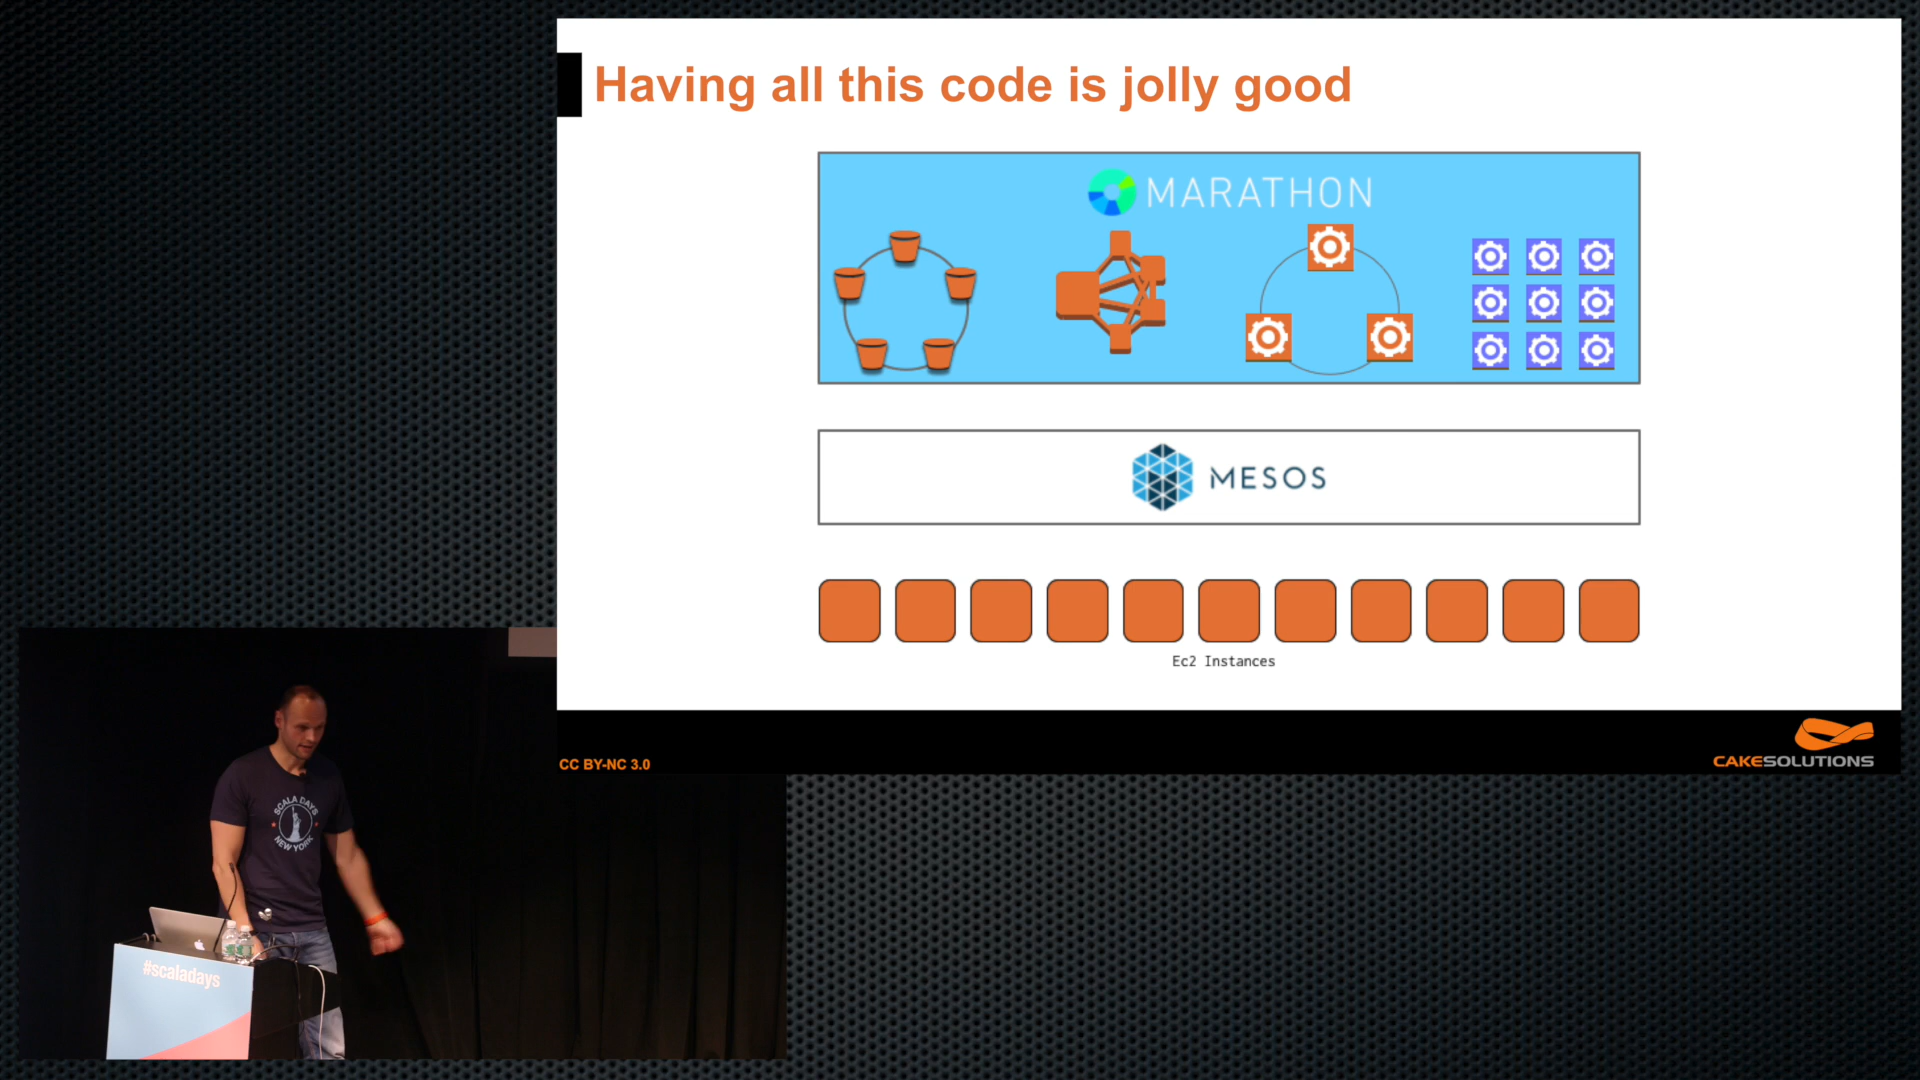 Having all this code is jolly good
MARATHON
MESOS
Ec2 Instances
CC BY-NC 3.0
CAKESOLUTIONS
SCALA DAYS
NEW YORK
#scaladays